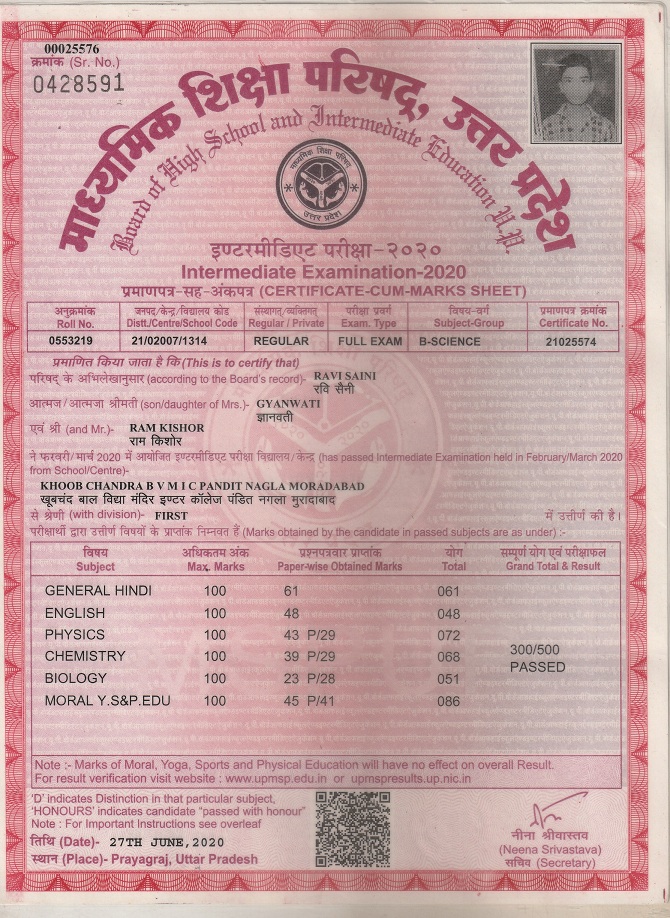 00025576
क्रमांक (Sr. No.)
0428591
माध्यमिक शिक्षा परिषद्, उत्तर प्रदेश
Board of High School and Intermediate Education U.P.
माध्यमिक शिक्षा परिषद
उत्तर प्रदेश
इण्टरमीडिएट परीक्षा-२०२०
Intermediate Examination-2020
प्रमाणपत्र-सह-अंकपत्र (CERTIFICATE-CUM-MARKS SHEET)
अनुक्रमांक जनपद/केन्द्र/विद्यालय कोड संस्थागत/व्यक्तिगत परीक्षा प्रवर्ग विषय-वर्ग प्रमाणपत्र क्रमांक
Roll No. Distt./Centre/School Code Regular / Private Exam. Type Subject-Group Certificate No.
0553219 21/02007/1314 REGULAR FULL EXAM B-SCIENCE 21025574
प्रमाणित किया जाता है कि (This is to certify that)
परिषद् के अभिलेखानुसार (according to the Board's record)- RAVI SAINI
रवि सैनी
आत्मज/आत्मजा श्रीमती (son/daughter of Mrs.)- GYANWATI
ज्ञानवती
एवं श्री (and Mr.)- RAM KISHOR
राम किशोर
ने फरवरी/मार्च 2020 में आयोजित इण्टरमीडिएट परीक्षा विद्यालय/केन्द्र (has passed Intermediate Examination held in February/March 2020
from School/Centre)-
KHOOB CHANDRA B V M I C PANDIT NAGLA MORADABAD
खूबचंद बाल विद्या मंदिर इण्टर कॉलेज पंडित नगला मुरादाबाद
से श्रेणी (with division)- FIRST में उत्तीर्ण की है।
परीक्षार्थी द्वारा उत्तीर्ण विषयों के प्राप्तांक निम्नवत हैं (Marks obtained by the candidate in passed subjects are as under) :-
विषय अधिकतम अंक प्रश्नपत्रवार प्राप्तांक योग सम्पूर्ण योग एवं परीक्षाफल
Subject Max. Marks Paper-wise Obtained Marks Total Grand Total & Result
GENERAL HINDI 100 61 061
ENGLISH 100 48 048
PHYSICS 100 43 P/29 072
CHEMISTRY 100 39 P/29 068 300/500
PASSED
BIOLOGY 100 23 P/28 051
MORAL Y.S&P.EDU 100 45 P/41 086
Note :- Marks of Moral, Yoga, Sports and Physical Education will have no effect on overall Result.
For result verification visit website : www.upmsp.edu.in or upmspresults.up.nic.in
'D' indicates Distinction in that particular subject,
'HONOURS' indicates candidate "passed with honour"
Note : For Important Instructions see overleaf
तिथि (Date)- 27TH JUNE,2020
स्थान (Place)- Prayagraj, Uttar Pradesh
नीना श्रीवास्तव
(Neena Srivastava)
सचिव (Secretary)